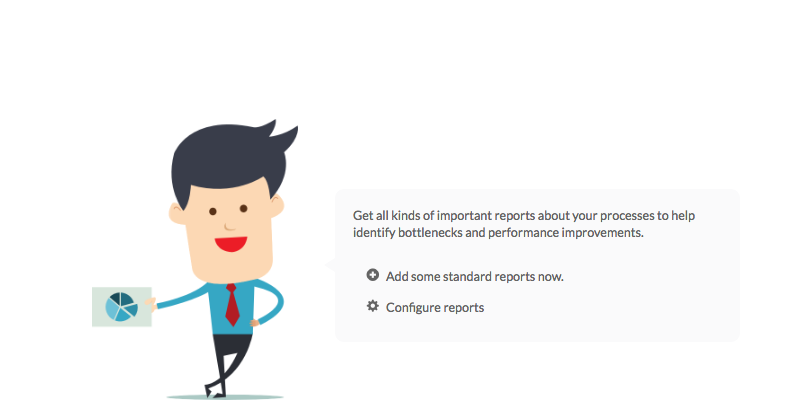 Get all kinds of important reports about your processes to help
identify bottlenecks and performance improvements.
Add some standard reports now.
Configure reports